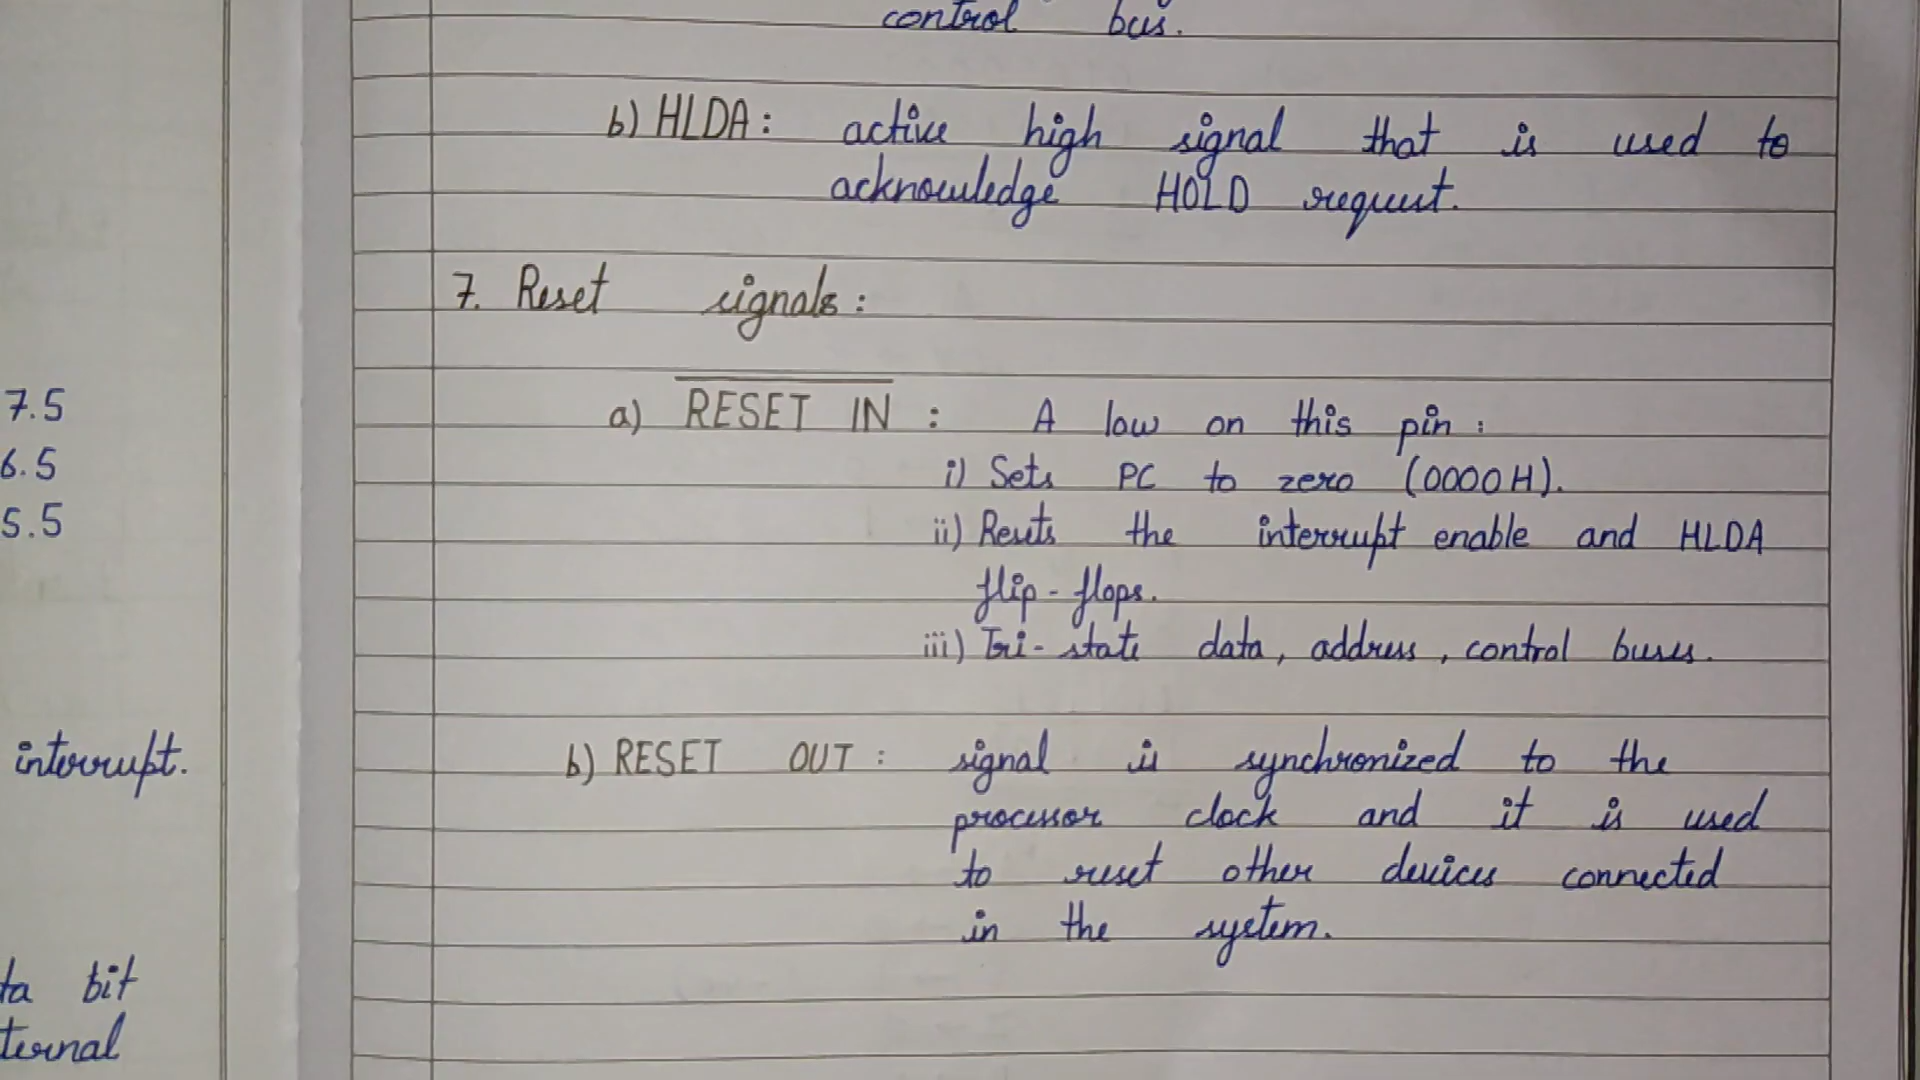 control bus.
b) HLDA: active high signal that is used to
acknowledge HOLD request.
7. Reset signals:
a) RESET IN : A low on this pin :
i) Sets PC to zero (0000H).
ii) Resets the interrupt enable and HLDA
flip-flops.
iii) Tri-state data, address, control buses.
b) RESET OUT : signal is synchronized to the
processor clock and it is used
to reset other devices connected
in the system.
7.5
6.5
5.5
interrupt.
ta bit
ternal